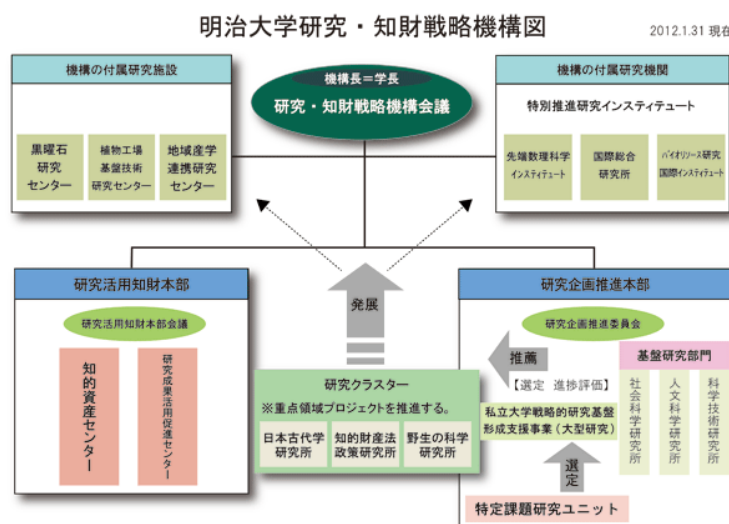 明治大学研究・知財戦略機構図
2012.1.31 現在
機構の付属研究施設
黒曜石
研究
センター
植物工場
基盤技術
研究センター
地域産学
連携研究
センター
機構長=学長
研究・知財戦略機構会議
機構の付属研究機関
特別推進研究インスティテュート
先端数理科学
インスティテュート
国際総合
研究所
バイオリソース研究
国際インスティテュート
研究活用知財本部
研究活用知財本部会議
知的資産センター
研究成果活用促進センター
発展
研究クラスター
※重点領域プロジェクトを推進する。
日本古代学
研究所
知的財産法
政策研究所
野生の科学
研究所
研究企画推進本部
研究企画推進委員会
推薦
【選定 進捗評価】
私立大学戦略的研究基盤
形成支援事業(大型研究)
選定
特定課題研究ユニット
基盤研究部門
社会科学研究所
人文科学研究所
科学技術研究所